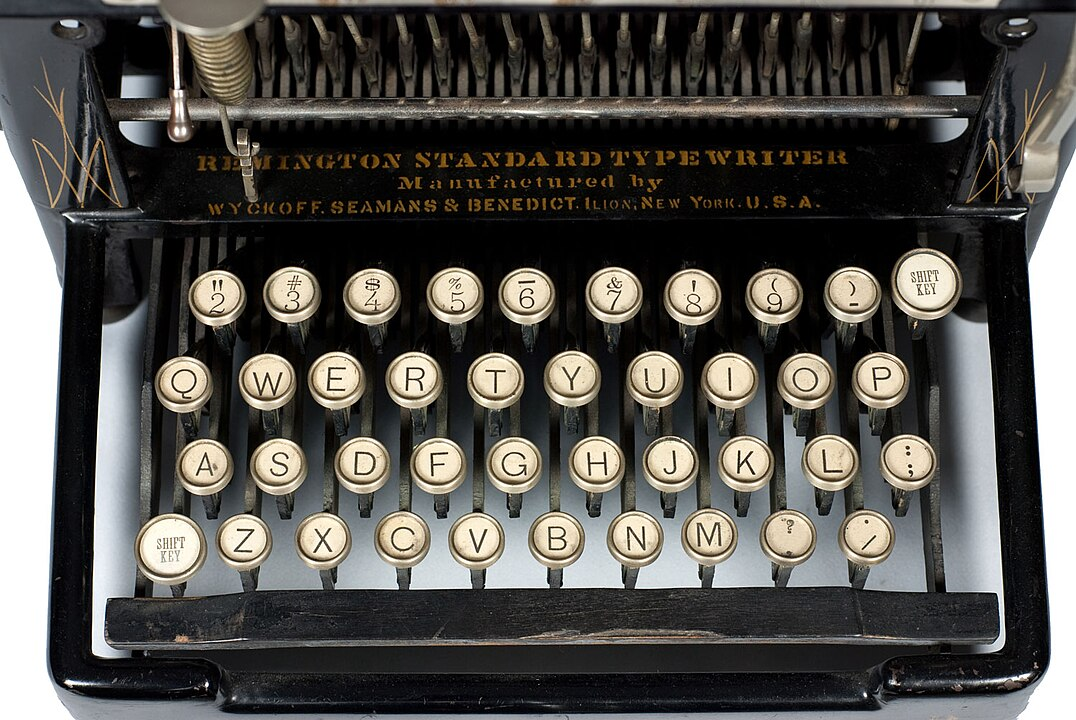 REMINGTON STANDARD TYPEWRITER
Manufactured by
WYCKOFF, SEAMANS & BENEDICT. ILION, NEW YORK. U.S.A.
" # $ % _ & ' ( ) SHIFT
2 3 4 5 6 7 8 9 - KEY
Q W E R T Y U I O P
A S D F G H J K L :
;
SHIFT Z X C V B N M ? .
KEY , /